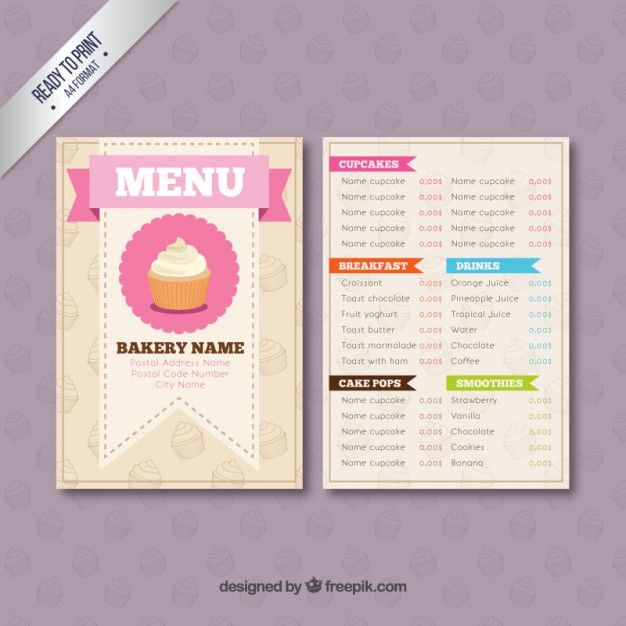 READY TO PRINT
A4 FORMAT
MENU
BAKERY NAME
Postal Address Name
Postal Code Number
City Name
CUPCAKES
Name cupcake 0,00$ Name cupcake 0,00$
Name cupcake 0,00$ Name cupcake 0,00$
Name cupcake 0,00$ Name cupcake 0,00$
Name cupcake 0,00$ Name cupcake 0,00$
Name cupcake 0,00$ Name cupcake 0,00$
BREAKFAST
Croissant 0,00$
Toast chocolate 0,00$
Fruit yoghurt 0,00$
Toast butter 0,00$
Toast marmalade 0,00$
Toast with ham 0,00$
DRINKS
Orange Juice 0,00$
Pineapple Juice 0,00$
Tropical Juice 0,00$
Water 0,00$
Chocolate 0,00$
Coffee 0,00$
CAKE POPS
Name cupcake 0,00$
Name cupcake 0,00$
Name cupcake 0,00$
Name cupcake 0,00$
Name cupcake 0,00$
SMOOTHIES
Strawberry 0,00$
Vanilla 0,00$
Chocolate 0,00$
Cookies 0,00$
Banana 0,00$
designed by freepik.com